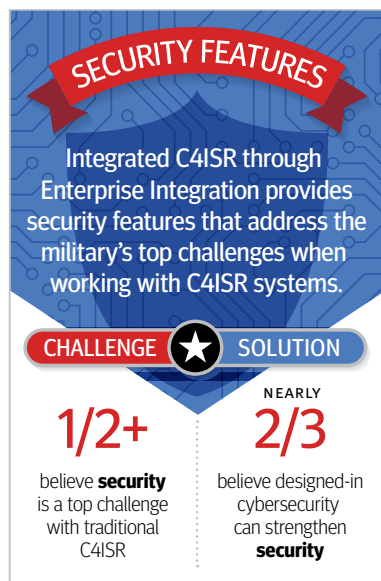 SECURITY FEATURES
Integrated C4ISR through
Enterprise Integration provides
security features that address the
military's top challenges when
working with C4ISR systems.
CHALLENGE
SOLUTION
1/2+
believe security
is a top challenge
with traditional
C4ISR
NEARLY
2/3
believe designed-in
cybersecurity
can strengthen
security